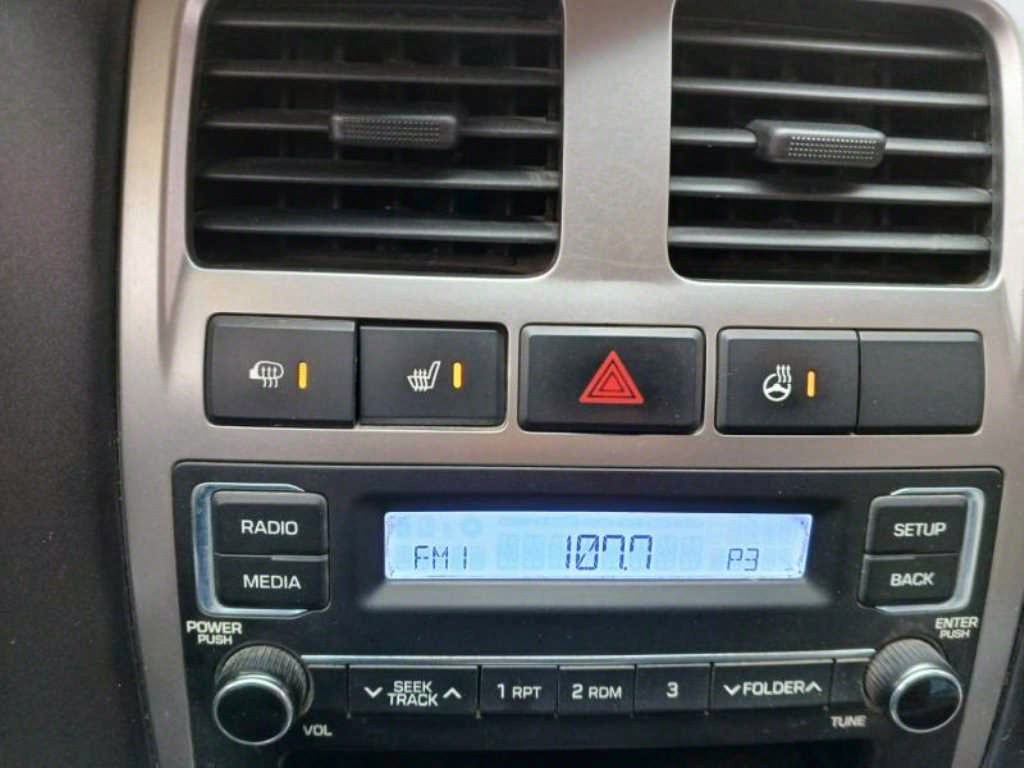 RADIO
MEDIA
FM1 107.7 P3
SETUP
BACK
POWER
PUSH
ENTER
PUSH
SEEK
TRACK
1 RPT
2 RDM
3
FOLDER
VOL
TUNE